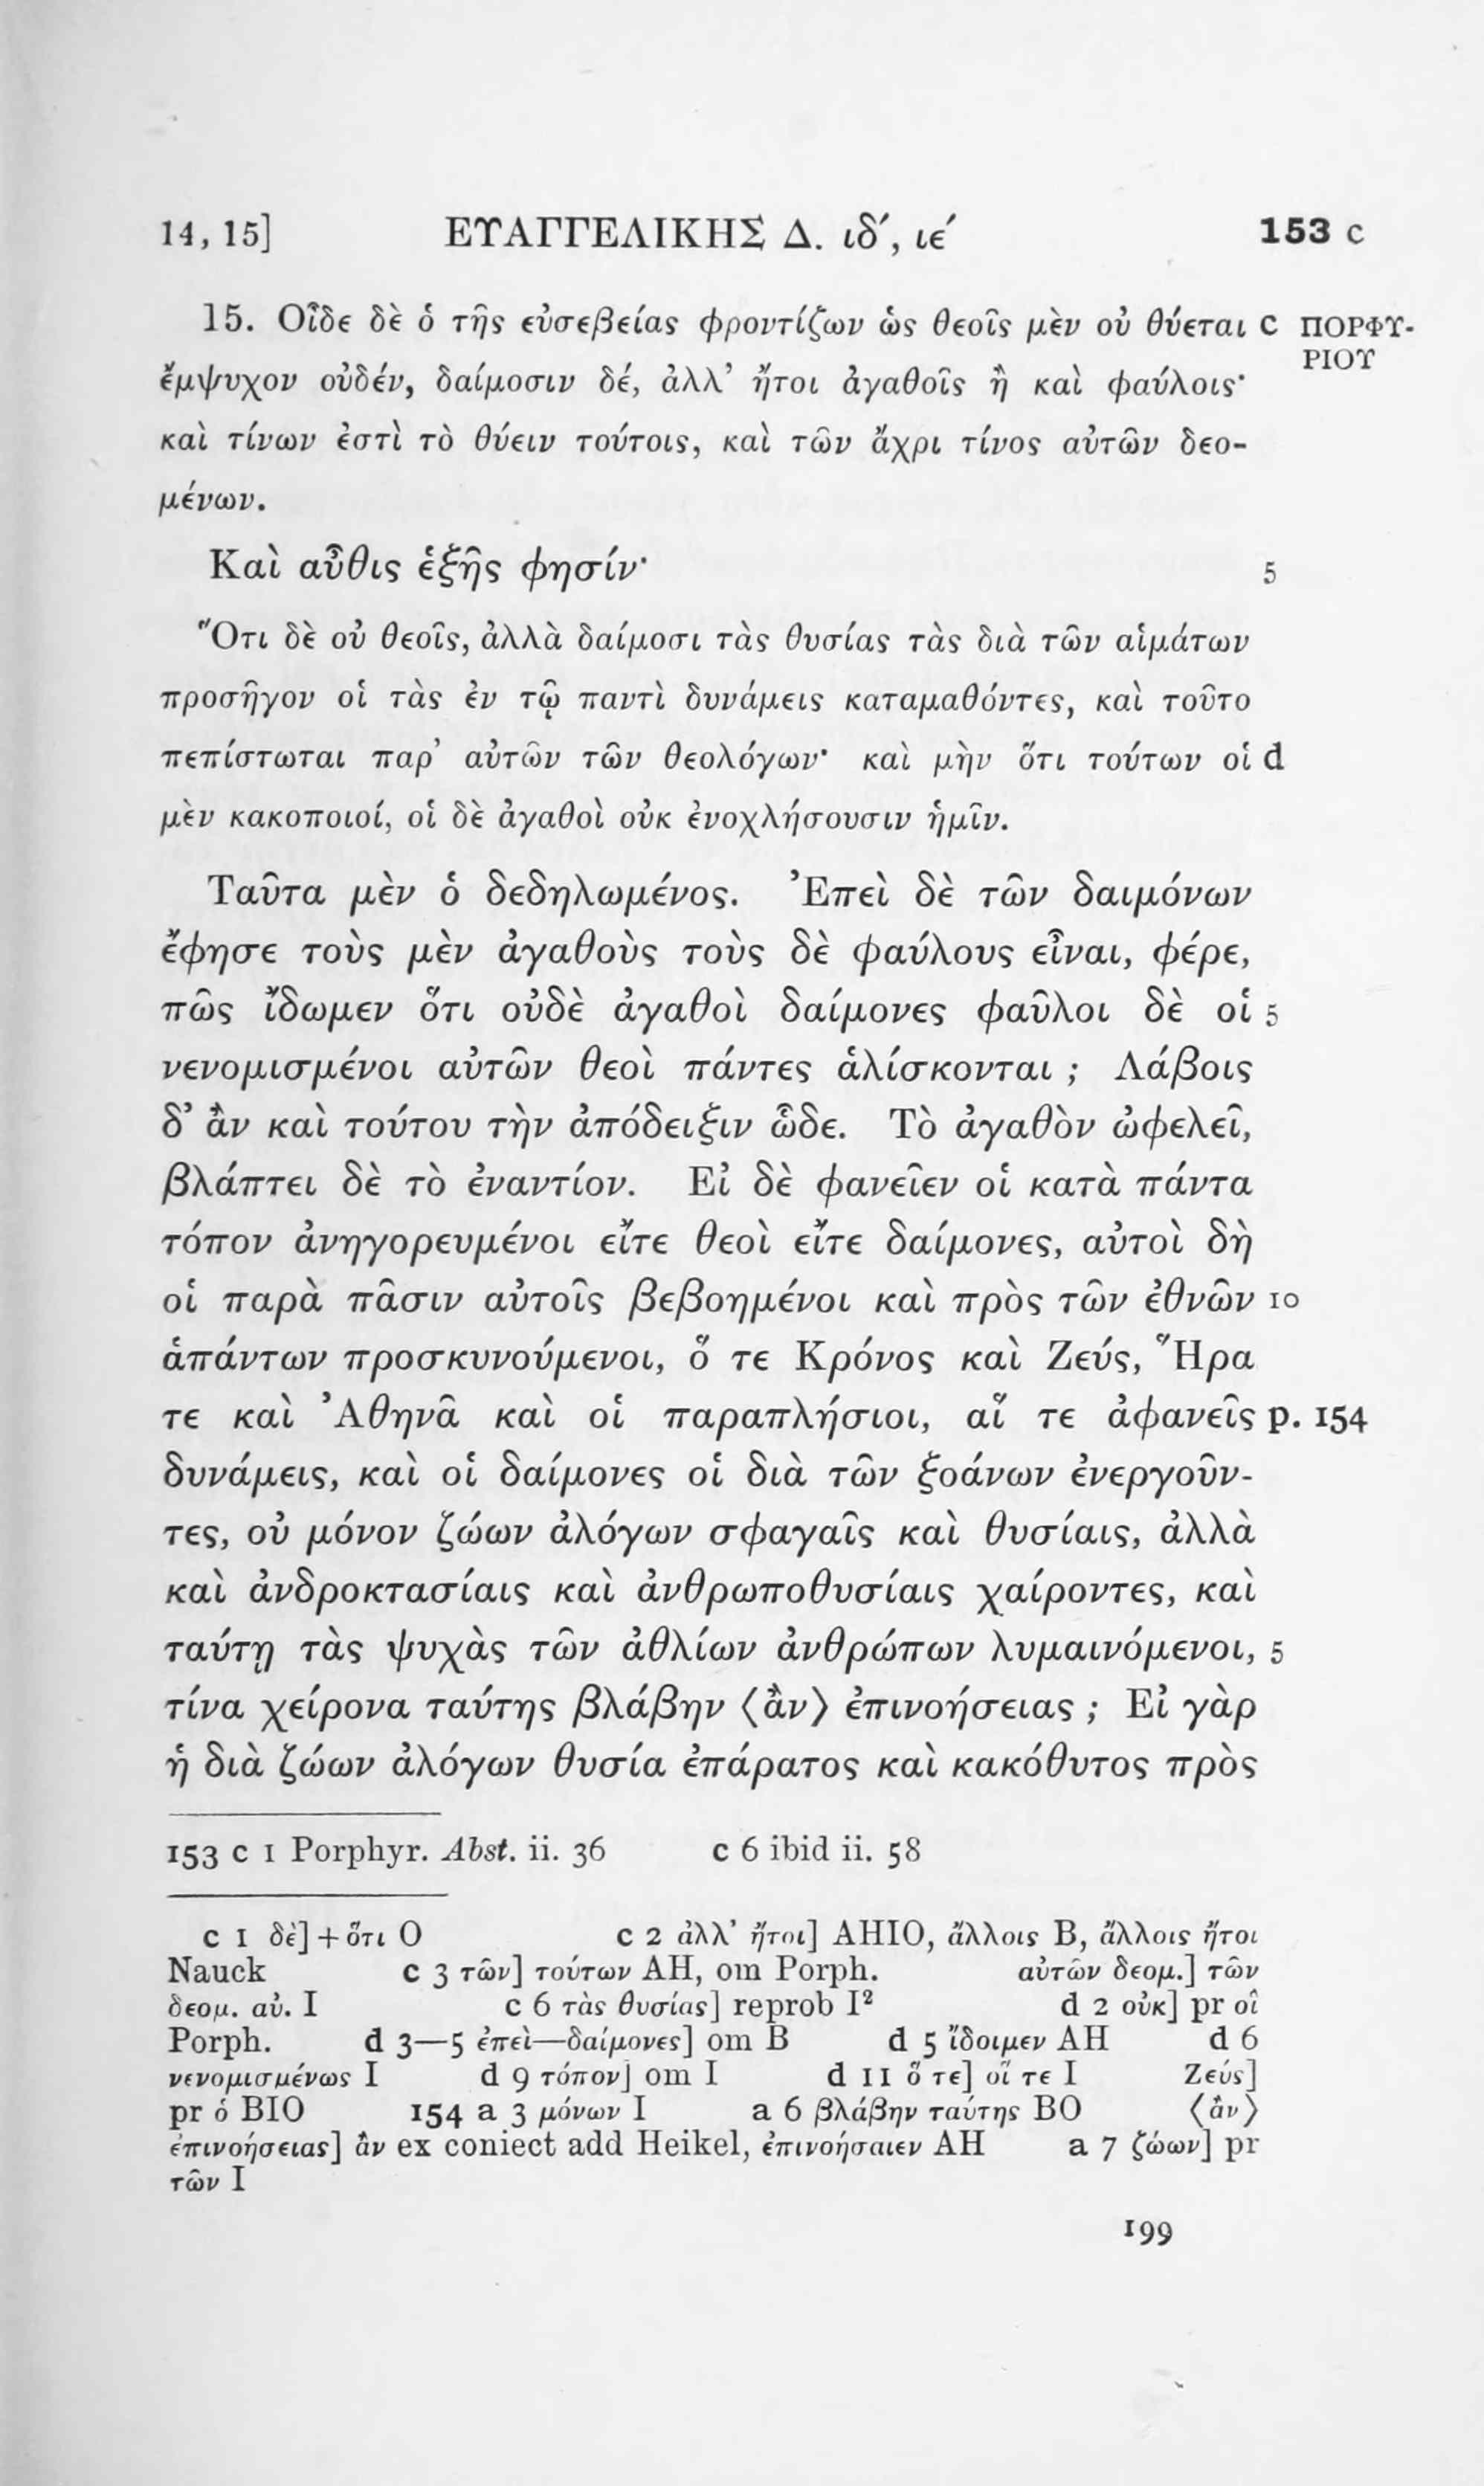 14, 15] ΕΥΑΓΓΕΛΙΚΗΣ Δ. ιδ´, ιε´ 153 c
15. Οἶδε δὲ ὁ τῆς εὐσεβείας φροντίζων ὡς θεοῖς μὲν οὐ θύεται c ΠΟΡΦΥ-
ἔμψυχον οὐδέν, δαίμοσιν δέ, ἀλλ’ ἤτοι ἀγαθοῖς ἢ καὶ φαύλοις· ΡΙΟΥ
καὶ τίνων ἐστὶ τὸ θύειν τούτοις, καὶ τῶν ἄχρι τίνος αὐτῶν δεο-
μένων.
Καὶ αὖθις ἑξῆς φησίν· 5
Ὅτι δὲ οὐ θεοῖς, ἀλλὰ δαίμοσι τὰς θυσίας τὰς διὰ τῶν αἱμάτων
προσῆγον οἱ τὰς ἐν τῷ παντὶ δυνάμεις καταμαθόντες, καὶ τοῦτο
πεπίστωται παρ’ αὐτῶν τῶν θεολόγων· καὶ μὴν ὅτι τούτων οἱ d
μὲν κακοποιοί, οἱ δὲ ἀγαθοὶ οὐκ ἐνοχλήσουσιν ἡμῖν.
Ταῦτα μὲν ὁ δεδηλωμένος. Ἐπεὶ δὲ τῶν δαιμόνων
ἔφησε τοὺς μὲν ἀγαθοὺς τοὺς δὲ φαύλους εἶναι, φέρε,
πῶς ἴδωμεν ὅτι οὐδὲ ἀγαθοὶ δαίμονες φαῦλοι δὲ οἱ 5
νενομισμένοι αὐτῶν θεοὶ πάντες ἁλίσκονται ; Λάβοις
δ’ ἂν καὶ τούτου τὴν ἀπόδειξιν ὧδε. Τὸ ἀγαθὸν ὠφελεῖ,
βλάπτει δὲ τὸ ἐναντίον. Εἰ δὲ φανεῖεν οἱ κατὰ πάντα
τόπον ἀνηγορευμένοι εἴτε θεοὶ εἴτε δαίμονες, αὐτοὶ δὴ
οἱ παρὰ πᾶσιν αὐτοῖς βεβοημένοι καὶ πρὸς τῶν ἐθνῶν 10
ἁπάντων προσκυνούμενοι, ὅ τε Κρόνος καὶ Ζεύς, Ἥρα
τε καὶ Ἀθηνᾶ καὶ οἱ παραπλήσιοι, αἵ τε ἀφανεῖς p. 154
δυνάμεις, καὶ οἱ δαίμονες οἱ διὰ τῶν ξοάνων ἐνεργοῦν-
τες, οὐ μόνον ζώων ἀλόγων σφαγαῖς καὶ θυσίαις, ἀλλὰ
καὶ ἀνδροκτασίαις καὶ ἀνθρωποθυσίαις χαίροντες, καὶ
ταύτῃ τὰς ψυχὰς τῶν ἀθλίων ἀνθρώπων λυμαινόμενοι, 5
τίνα χείρονα ταύτης βλάβην ⟨ἂν⟩ ἐπινοήσειας ; Εἰ γὰρ
ἡ διὰ ζώων ἀλόγων θυσία ἐπάρατος καὶ κακόθυτος πρὸς
153 c 1 Porphyr. Abst. ii. 36 c 6 ibid ii. 58
c 1 δὲ]+ὅτι O c 2 ἀλλ’ ἤτοι] AHIO, ἄλλοις B, ἄλλοις ἤτοι
Nauck c 3 τῶν] τούτων AH, om Porph. αὐτῶν δεομ.] τῶν
δεομ. αὐ. I c 6 τὰς θυσίας] reprob I² d 2 οὐκ] pr οἳ
Porph. d 3—5 ἐπεὶ—δαίμονες] om B d 5 ἴδοιμεν AH d 6
νενομισμένως I d 9 τόπον] om I d 11 ὅ τε] οἵ τε I Ζεύς]
pr ὁ BIO 154 a 3 μόνων I a 6 βλάβην ταύτης BO ⟨ἂν⟩
ἐπινοήσειας] ἂν ex coniect add Heikel, ἐπινοήσαιεν AH a 7 ζώων] pr
τῶν I
199